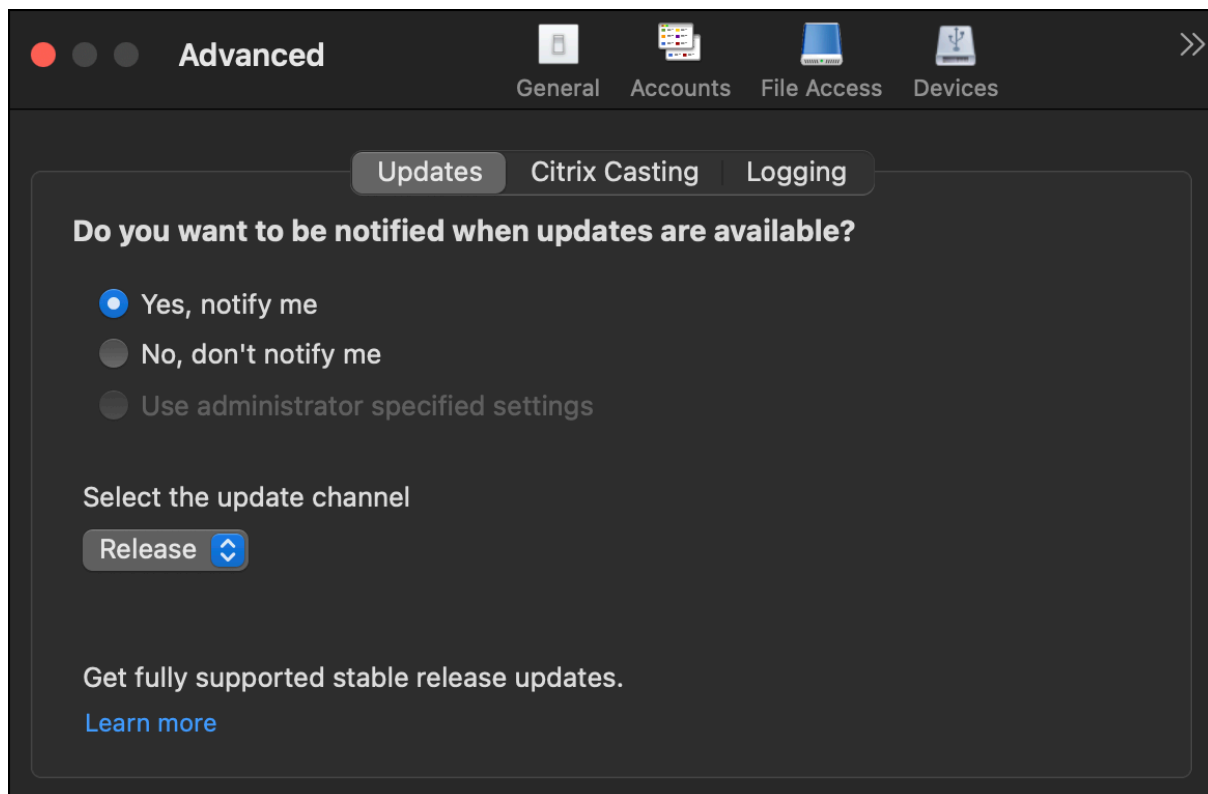 Advanced
General Accounts File Access Devices
Updates Citrix Casting Logging
Do you want to be notified when updates are available?
Yes, notify me
No, don't notify me
Use administrator specified settings
Select the update channel
Release
Get fully supported stable release updates.
Learn more